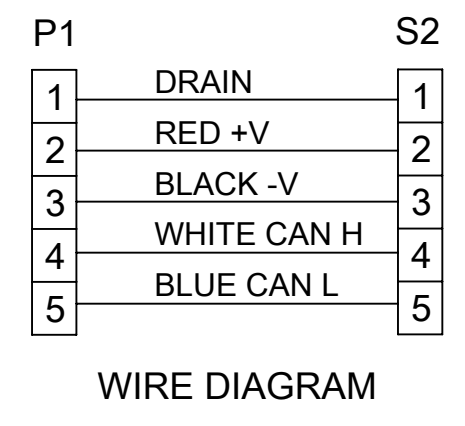 P1 S2
1 DRAIN 1
2 RED +V 2
3 BLACK -V 3
4 WHITE CAN H 4
5 BLUE CAN L 5
WIRE DIAGRAM